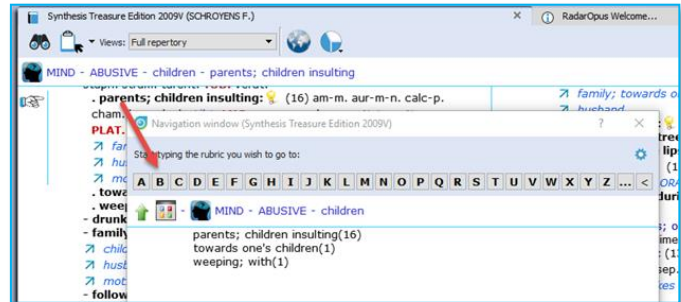 Synthesis Treasure Edition 2009V (SCHROYENS F.) × RadarOpus Welcome...
Views: Full repertory
MIND - ABUSIVE - children - parents; children insulting
. parents; children insulting: (16) am-m. aur-m-n. calc-p.
cham.
PLAT.
. weep
- drunk
- family
- follow
family; towards o
husband
Navigation window (Synthesis Treasure Edition 2009V) ? ×
Start typing the rubric you wish to go to:
A B C D E F G H I J K L M N O P Q R S T U V W X Y Z ... <
MIND - ABUSIVE - children
parents; children insulting(16)
towards one's children(1)
weeping; with(1)